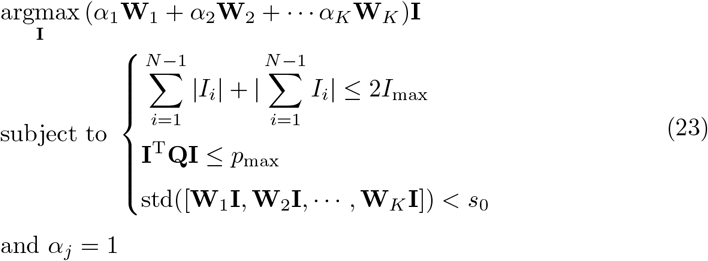 argmax_I (α₁W₁ + α₂W₂ + ⋯α_K W_K)I
subject to { ∑_{i=1}^{N−1} |I_i| + |∑_{i=1}^{N−1} I_i| ≤ 2I_max
I^T QI ≤ p_max
std([W₁I, W₂I, ⋯ , W_K I]) < s₀
(23)
and α_j = 1